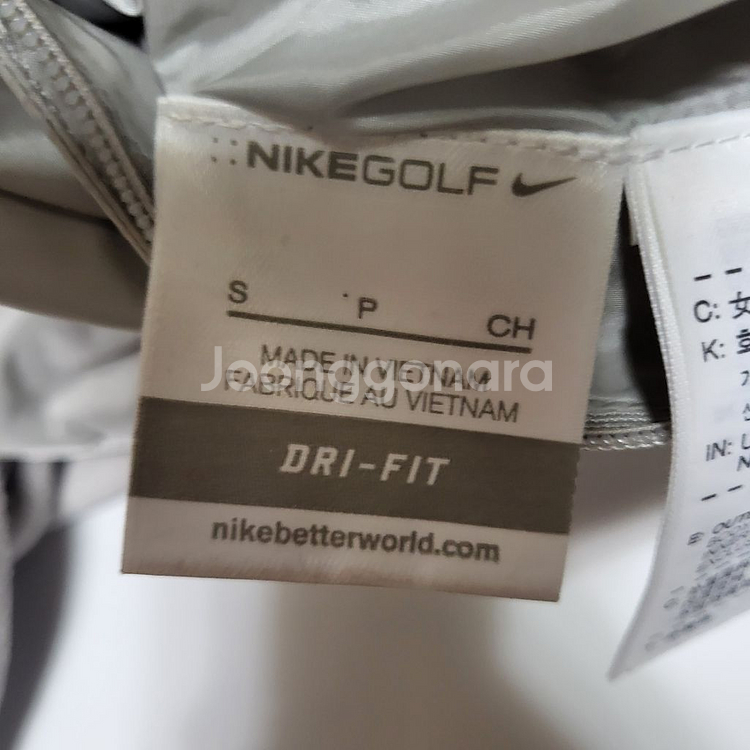 NIKEGOLF
S P CH
MADE IN VIETNAM
FABRIQUE AU VIETNAM
Joonggonara
DRI-FIT
nikebetterworld.com
C: 女
K:
IN: